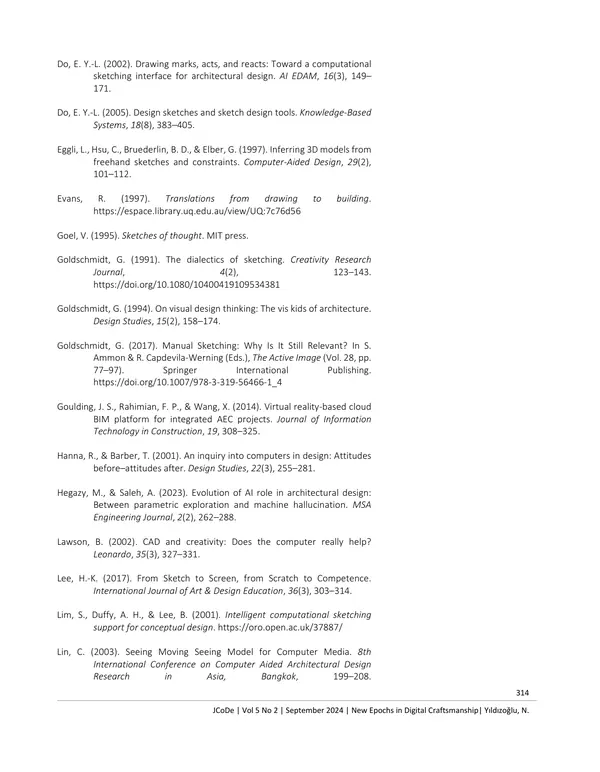 Do, E. Y.-L. (2002). Drawing marks, acts, and reacts: Toward a computational
sketching interface for architectural design. AI EDAM, 16(3), 149–
171.
Do, E. Y.-L. (2005). Design sketches and sketch design tools. Knowledge-Based
Systems, 18(8), 383–405.
Eggli, L., Hsu, C., Bruederlin, B. D., & Elber, G. (1997). Inferring 3D models from
freehand sketches and constraints. Computer-Aided Design, 29(2),
101–112.
Evans, R. (1997). Translations from drawing to building.
https://espace.library.uq.edu.au/view/UQ:7c76d56
Goel, V. (1995). Sketches of thought. MIT press.
Goldschmidt, G. (1991). The dialectics of sketching. Creativity Research
Journal, 4(2), 123–143.
https://doi.org/10.1080/10400419109534381
Goldschmidt, G. (1994). On visual design thinking: The vis kids of architecture.
Design Studies, 15(2), 158–174.
Goldschmidt, G. (2017). Manual Sketching: Why Is It Still Relevant? In S.
Ammon & R. Capdevila-Werning (Eds.), The Active Image (Vol. 28, pp.
77–97). Springer International Publishing.
https://doi.org/10.1007/978-3-319-56466-1_4
Goulding, J. S., Rahimian, F. P., & Wang, X. (2014). Virtual reality-based cloud
BIM platform for integrated AEC projects. Journal of Information
Technology in Construction, 19, 308–325.
Hanna, R., & Barber, T. (2001). An inquiry into computers in design: Attitudes
before–attitudes after. Design Studies, 22(3), 255–281.
Hegazy, M., & Saleh, A. (2023). Evolution of AI role in architectural design:
Between parametric exploration and machine hallucination. MSA
Engineering Journal, 2(2), 262–288.
Lawson, B. (2002). CAD and creativity: Does the computer really help?
Leonardo, 35(3), 327–331.
Lee, H.-K. (2017). From Sketch to Screen, from Scratch to Competence.
International Journal of Art & Design Education, 36(3), 303–314.
Lim, S., Duffy, A. H., & Lee, B. (2001). Intelligent computational sketching
support for conceptual design. https://oro.open.ac.uk/37887/
Lin, C. (2003). Seeing Moving Seeing Model for Computer Media. 8th
International Conference on Computer Aided Architectural Design
Research in Asia, Bangkok, 199–208.
314
JCoDe | Vol 5 No 2 | September 2024 | New Epochs in Digital Craftsmanship| Yıldızoğlu, N.